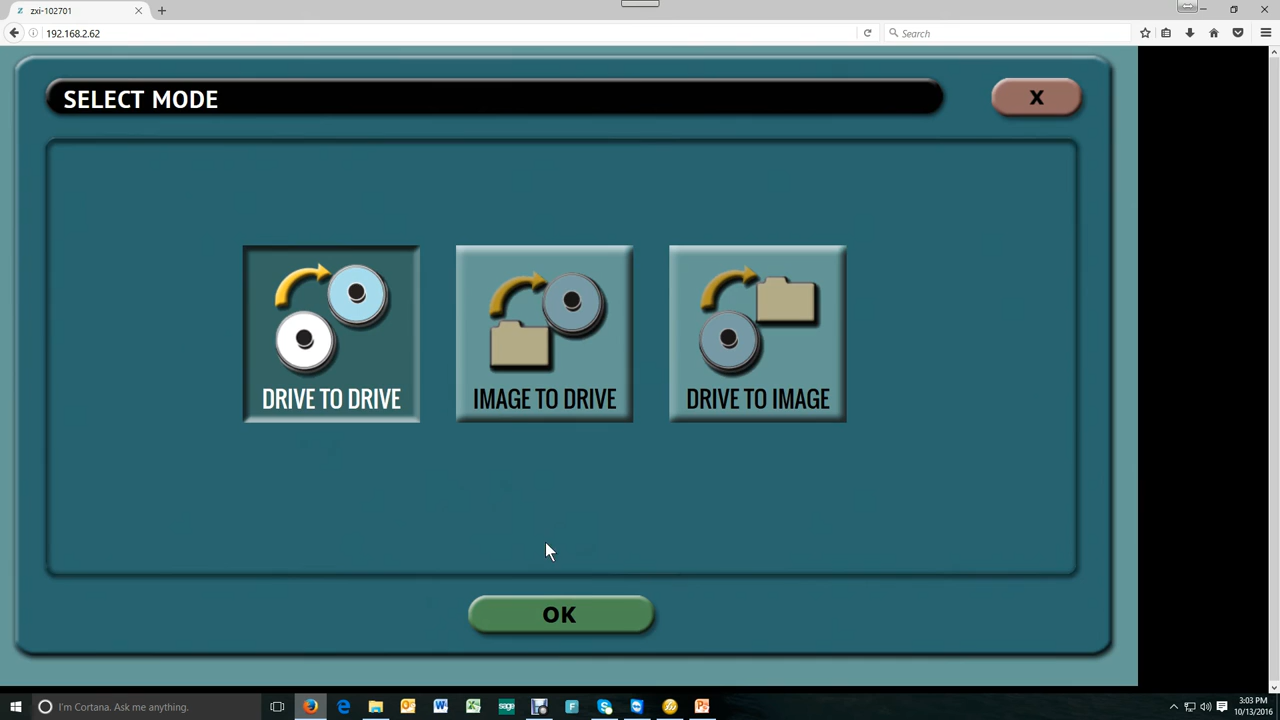 zxi-102701
192.168.2.62
Search
SELECT MODE
X
DRIVE TO DRIVE
IMAGE TO DRIVE
DRIVE TO IMAGE
OK
I'm Cortana. Ask me anything.
sage
3:03 PM
10/13/2016